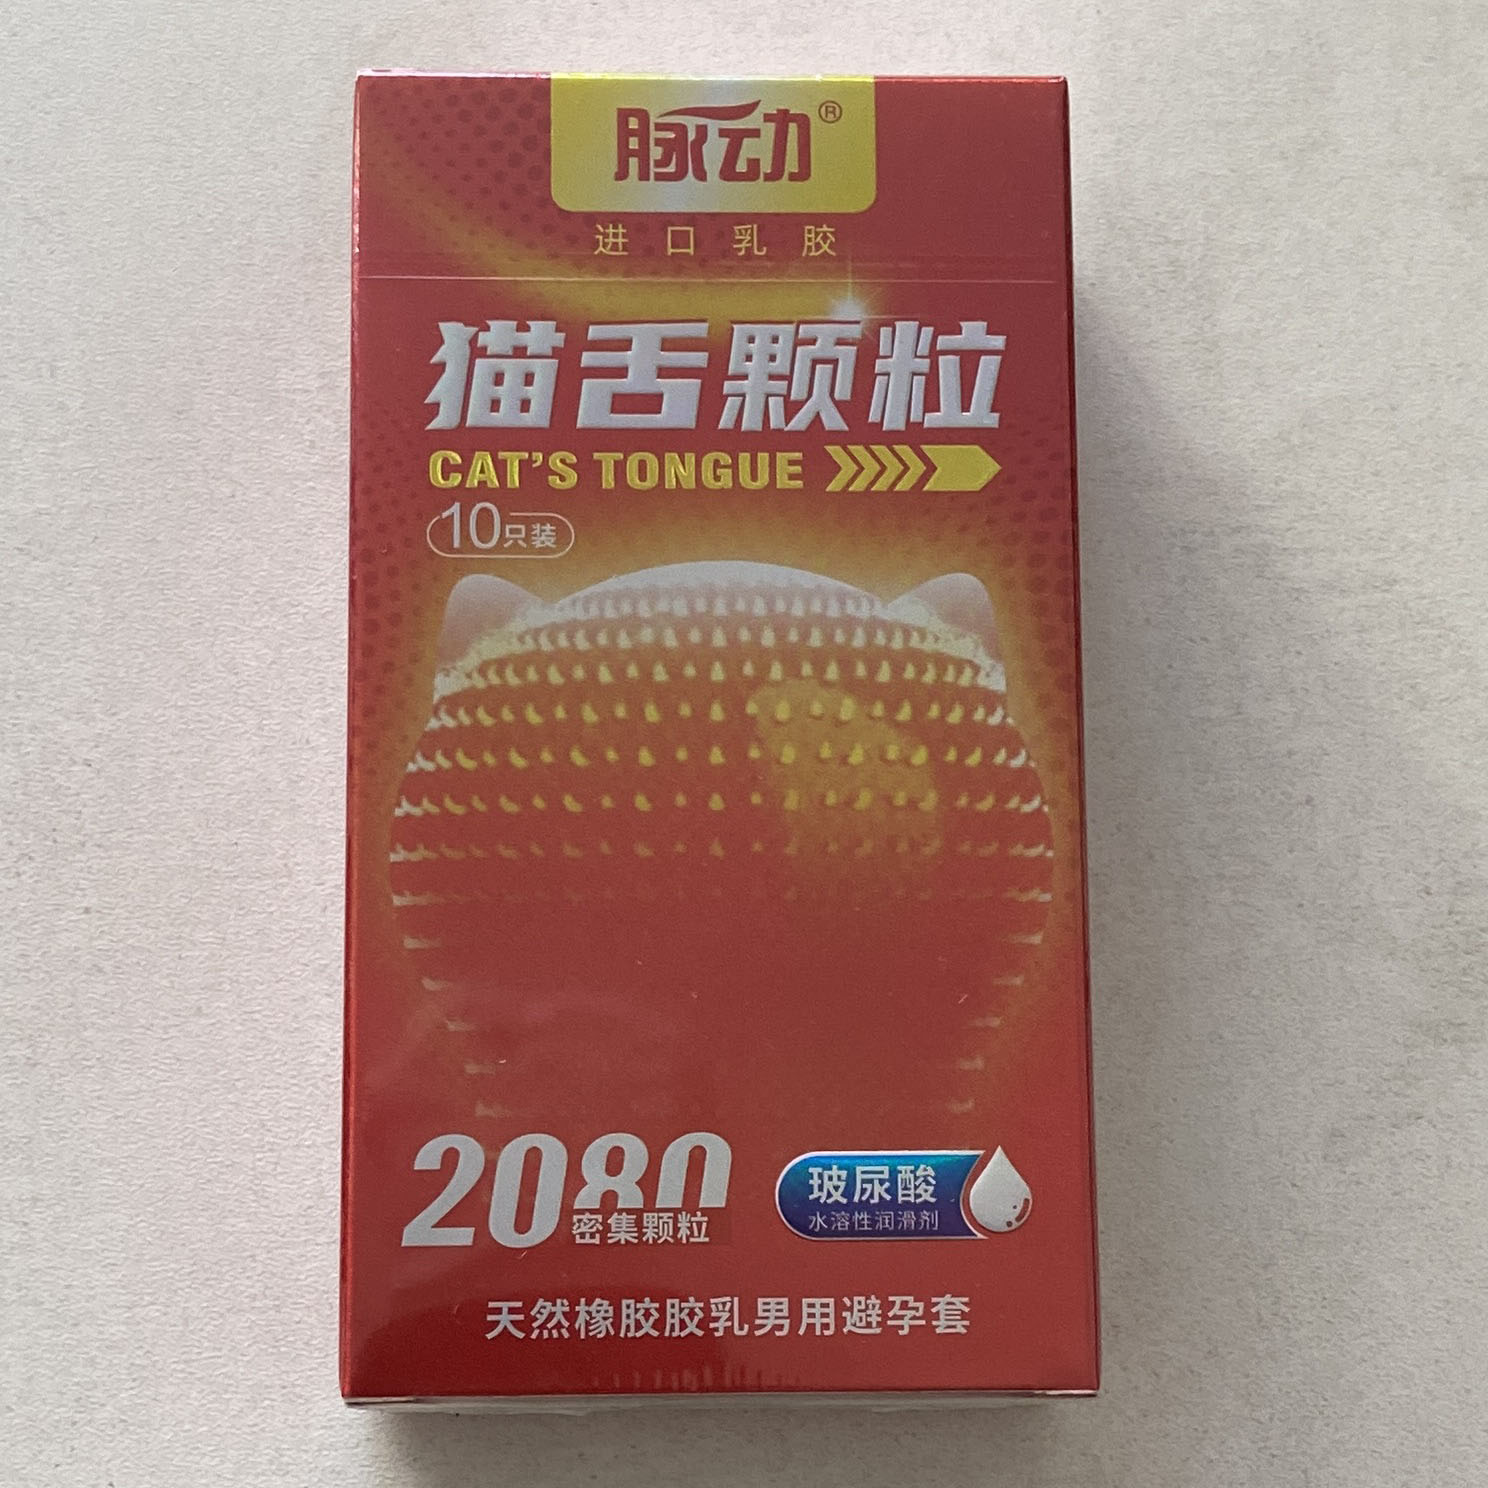 脉动®
进口乳胶
猫舌颗粒
CAT'S TONGUE
10只装
2080
密集颗粒
玻尿酸
水溶性润滑剂
天然橡胶胶乳男用避孕套